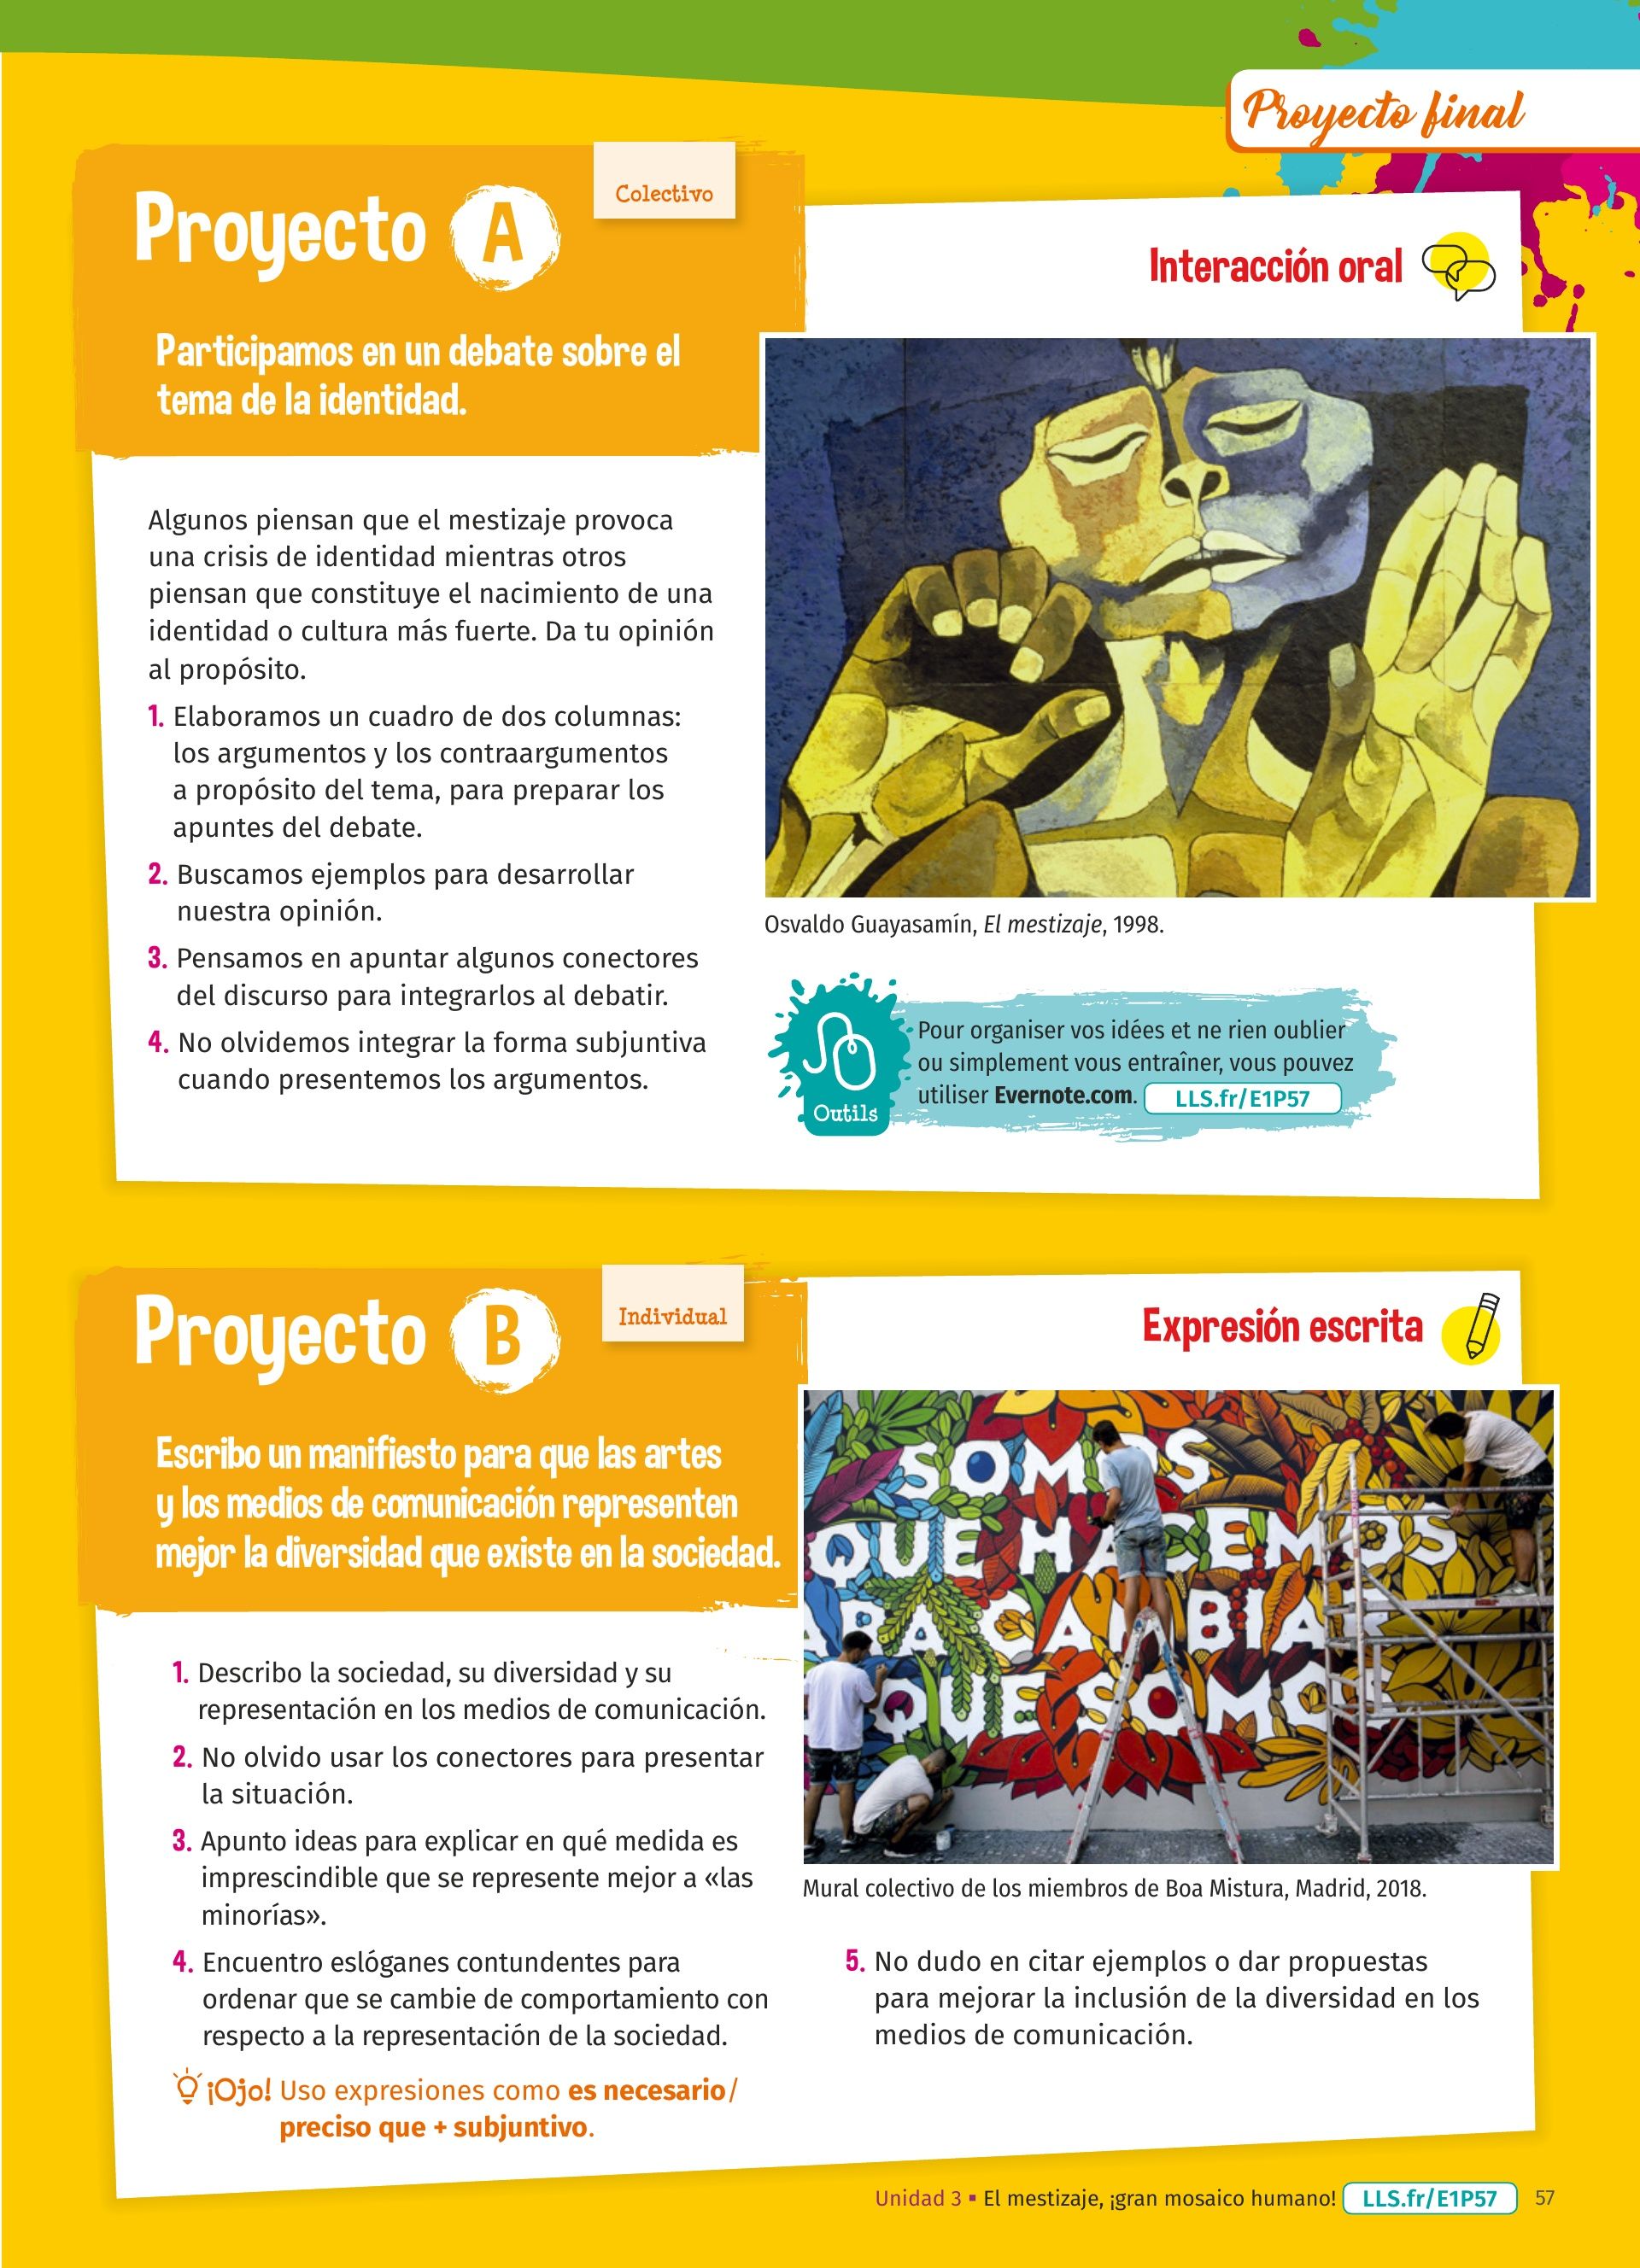 Proyecto final
Proyecto A
Colectivo
Participamos en un debate sobre el
tema de la identidad.
Interacción oral
Algunos piensan que el mestizaje provoca
una crisis de identidad mientras otros
piensan que constituye el nacimiento de una
identidad o cultura más fuerte. Da tu opinión
al propósito.
1. Elaboramos un cuadro de dos columnas:
los argumentos y los contraargumentos
a propósito del tema, para preparar los
apuntes del debate.
2. Buscamos ejemplos para desarrollar
nuestra opinión.
3. Pensamos en apuntar algunos conectores
del discurso para integrarlos al debatir.
4. No olvidemos integrar la forma subjuntiva
cuando presentemos los argumentos.
Osvaldo Guayasamín, El mestizaje, 1998.
Outils
Pour organiser vos idées et ne rien oublier
ou simplement vous entraîner, vous pouvez
utiliser Evernote.com. LLS.fr/E1P57
Proyecto B
Individual
Escribo un manifiesto para que las artes
y los medios de comunicación representen
mejor la diversidad que existe en la sociedad.
Expresión escrita
SOMOS
QUE HACEMOS
PARA CAMBIAR
QUE SOMOS
Mural colectivo de los miembros de Boa Mistura, Madrid, 2018.
1. Describo la sociedad, su diversidad y su
representación en los medios de comunicación.
2. No olvido usar los conectores para presentar
la situación.
3. Apunto ideas para explicar en qué medida es
imprescindible que se represente mejor a «las
minorías».
4. Encuentro eslóganes contundentes para
ordenar que se cambie de comportamiento con
respecto a la representación de la sociedad.
¡Ojo! Uso expresiones como es necesario/
preciso que + subjuntivo.
5. No dudo en citar ejemplos o dar propuestas
para mejorar la inclusión de la diversidad en los
medios de comunicación.
Unidad 3 ▪ El mestizaje, ¡gran mosaico humano! LLS.fr/E1P57 57